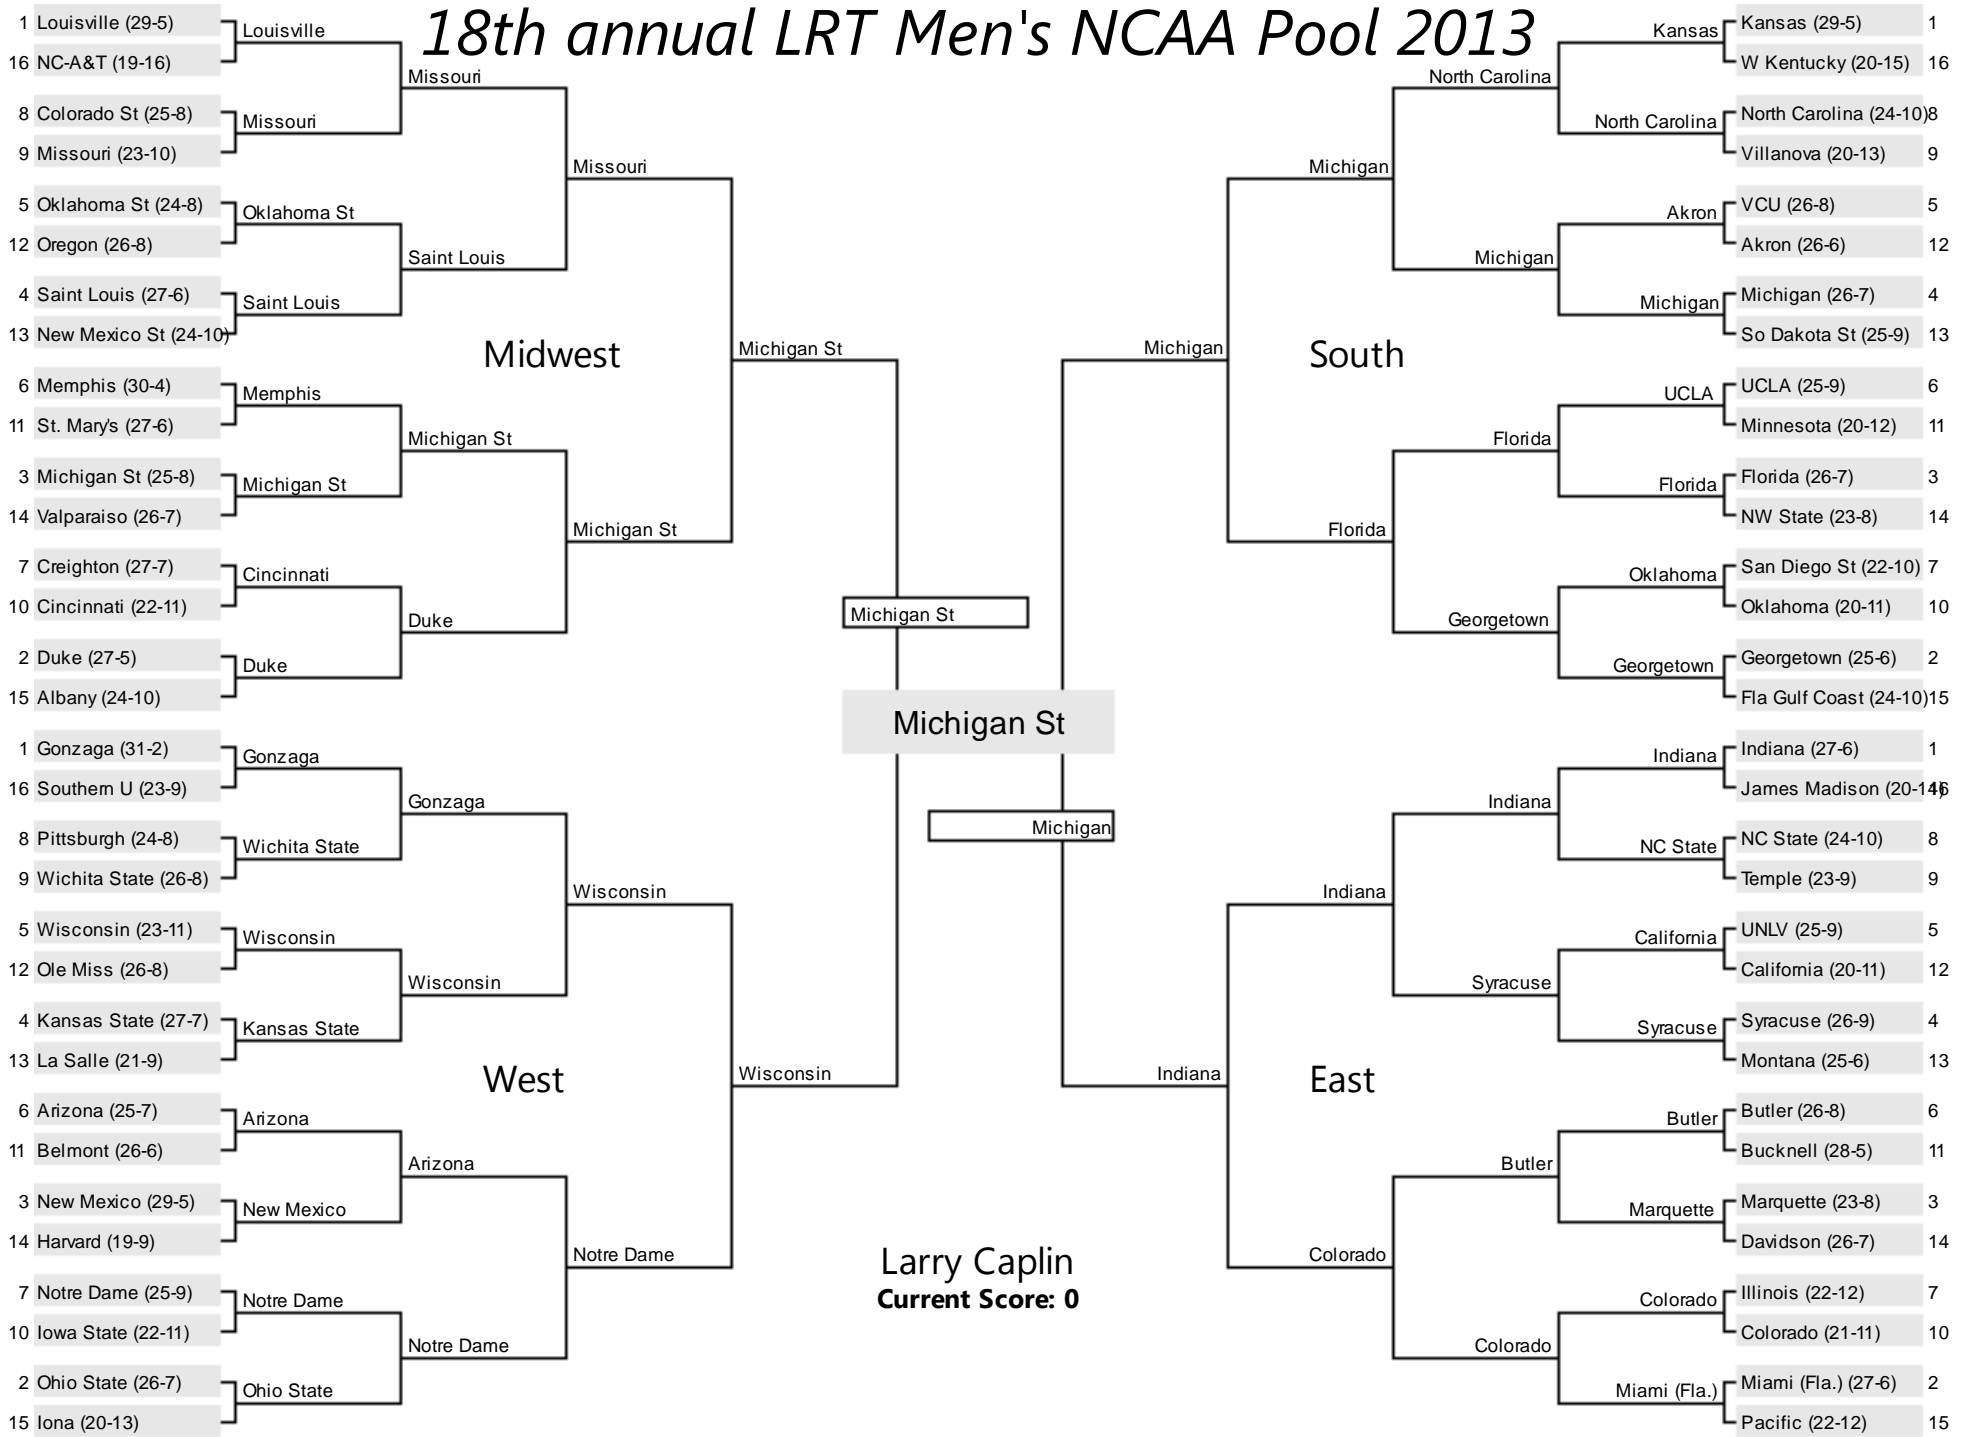 18th annual LRT Men's NCAA Pool 2013
1 Louisville (29-5)
16 NC-A&T (19-16)
8 Colorado St (25-8)
9 Missouri (23-10)
5 Oklahoma St (24-8)
12 Oregon (26-8)
4 Saint Louis (27-6)
13 New Mexico St (24-10)
6 Memphis (30-4)
11 St. Mary's (27-6)
3 Michigan St (25-8)
14 Valparaiso (26-7)
7 Creighton (27-7)
10 Cincinnati (22-11)
2 Duke (27-5)
15 Albany (24-10)
Louisville
Missouri
Oklahoma St
Saint Louis
Memphis
Michigan St
Cincinnati
Duke
Missouri
Saint Louis
Michigan St
Duke
Missouri
Michigan St
Michigan St
Midwest
1 Gonzaga (31-2)
16 Southern U (23-9)
8 Pittsburgh (24-8)
9 Wichita State (26-8)
5 Wisconsin (23-11)
12 Ole Miss (26-8)
4 Kansas State (27-7)
13 La Salle (21-9)
6 Arizona (25-7)
11 Belmont (26-6)
3 New Mexico (29-5)
14 Harvard (19-9)
7 Notre Dame (25-9)
10 Iowa State (22-11)
2 Ohio State (26-7)
15 Iona (20-13)
Gonzaga
Wichita State
Wisconsin
Kansas State
Arizona
New Mexico
Notre Dame
Ohio State
Gonzaga
Wisconsin
Arizona
Notre Dame
Wisconsin
Notre Dame
Wisconsin
West
Michigan St
Michigan St
Michigan
Larry Caplin
Current Score: 0
Kansas (29-5) 1
W Kentucky (20-15) 16
North Carolina (24-10) 8
Villanova (20-13) 9
VCU (26-8) 5
Akron (26-6) 12
Michigan (26-7) 4
So Dakota St (25-9) 13
UCLA (25-9) 6
Minnesota (20-12) 11
Florida (26-7) 3
NW State (23-8) 14
San Diego St (22-10) 7
Oklahoma (20-11) 10
Georgetown (25-6) 2
Fla Gulf Coast (24-10) 15
Kansas
North Carolina
Akron
Michigan
UCLA
Florida
Oklahoma
Georgetown
North Carolina
Michigan
Florida
Georgetown
Michigan
Florida
Michigan
South
Indiana (27-6) 1
James Madison (20-14) 16
NC State (24-10) 8
Temple (23-9) 9
UNLV (25-9) 5
California (20-11) 12
Syracuse (26-9) 4
Montana (25-6) 13
Butler (26-8) 6
Bucknell (28-5) 11
Marquette (23-8) 3
Davidson (26-7) 14
Illinois (22-12) 7
Colorado (21-11) 10
Miami (Fla.) (27-6) 2
Pacific (22-12) 15
Indiana
NC State
California
Syracuse
Butler
Marquette
Colorado
Miami (Fla.)
Indiana
Syracuse
Butler
Colorado
Indiana
Colorado
Indiana
East